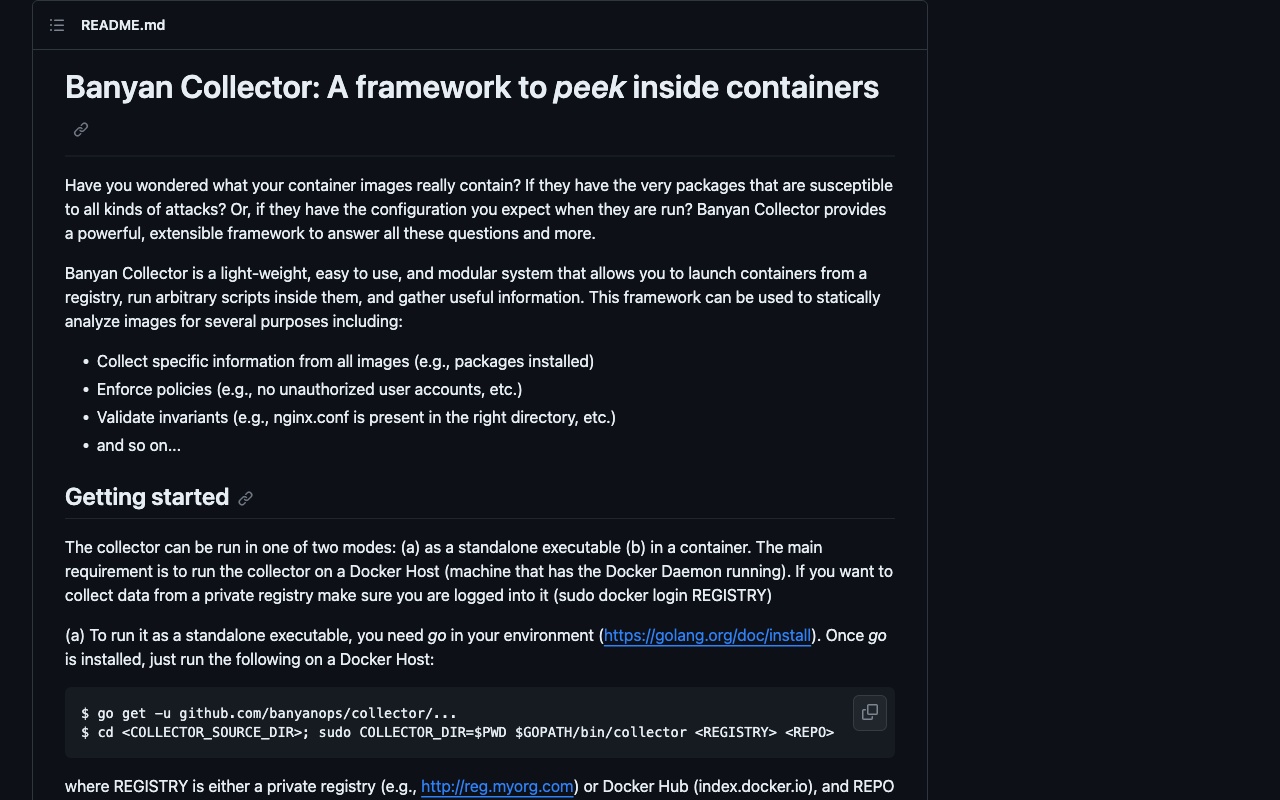 README.md
Banyan Collector: A framework to peek inside containers
Have you wondered what your container images really contain? If they have the very packages that are susceptible
to all kinds of attacks? Or, if they have the configuration you expect when they are run? Banyan Collector provides
a powerful, extensible framework to answer all these questions and more.
Banyan Collector is a light-weight, easy to use, and modular system that allows you to launch containers from a
registry, run arbitrary scripts inside them, and gather useful information. This framework can be used to statically
analyze images for several purposes including:
• Collect specific information from all images (e.g., packages installed)
• Enforce policies (e.g., no unauthorized user accounts, etc.)
• Validate invariants (e.g., nginx.conf is present in the right directory, etc.)
• and so on...
Getting started
The collector can be run in one of two modes: (a) as a standalone executable (b) in a container. The main
requirement is to run the collector on a Docker Host (machine that has the Docker Daemon running). If you want to
collect data from a private registry make sure you are logged into it (sudo docker login REGISTRY)
(a) To run it as a standalone executable, you need go in your environment (https://golang.org/doc/install). Once go
is installed, just run the following on a Docker Host:
$ go get -u github.com/banyanops/collector/...
$ cd <COLLECTOR_SOURCE_DIR>; sudo COLLECTOR_DIR=$PWD $GOPATH/bin/collector <REGISTRY> <REPO>
where REGISTRY is either a private registry (e.g., http://reg.myorg.com) or Docker Hub (index.docker.io), and REPO